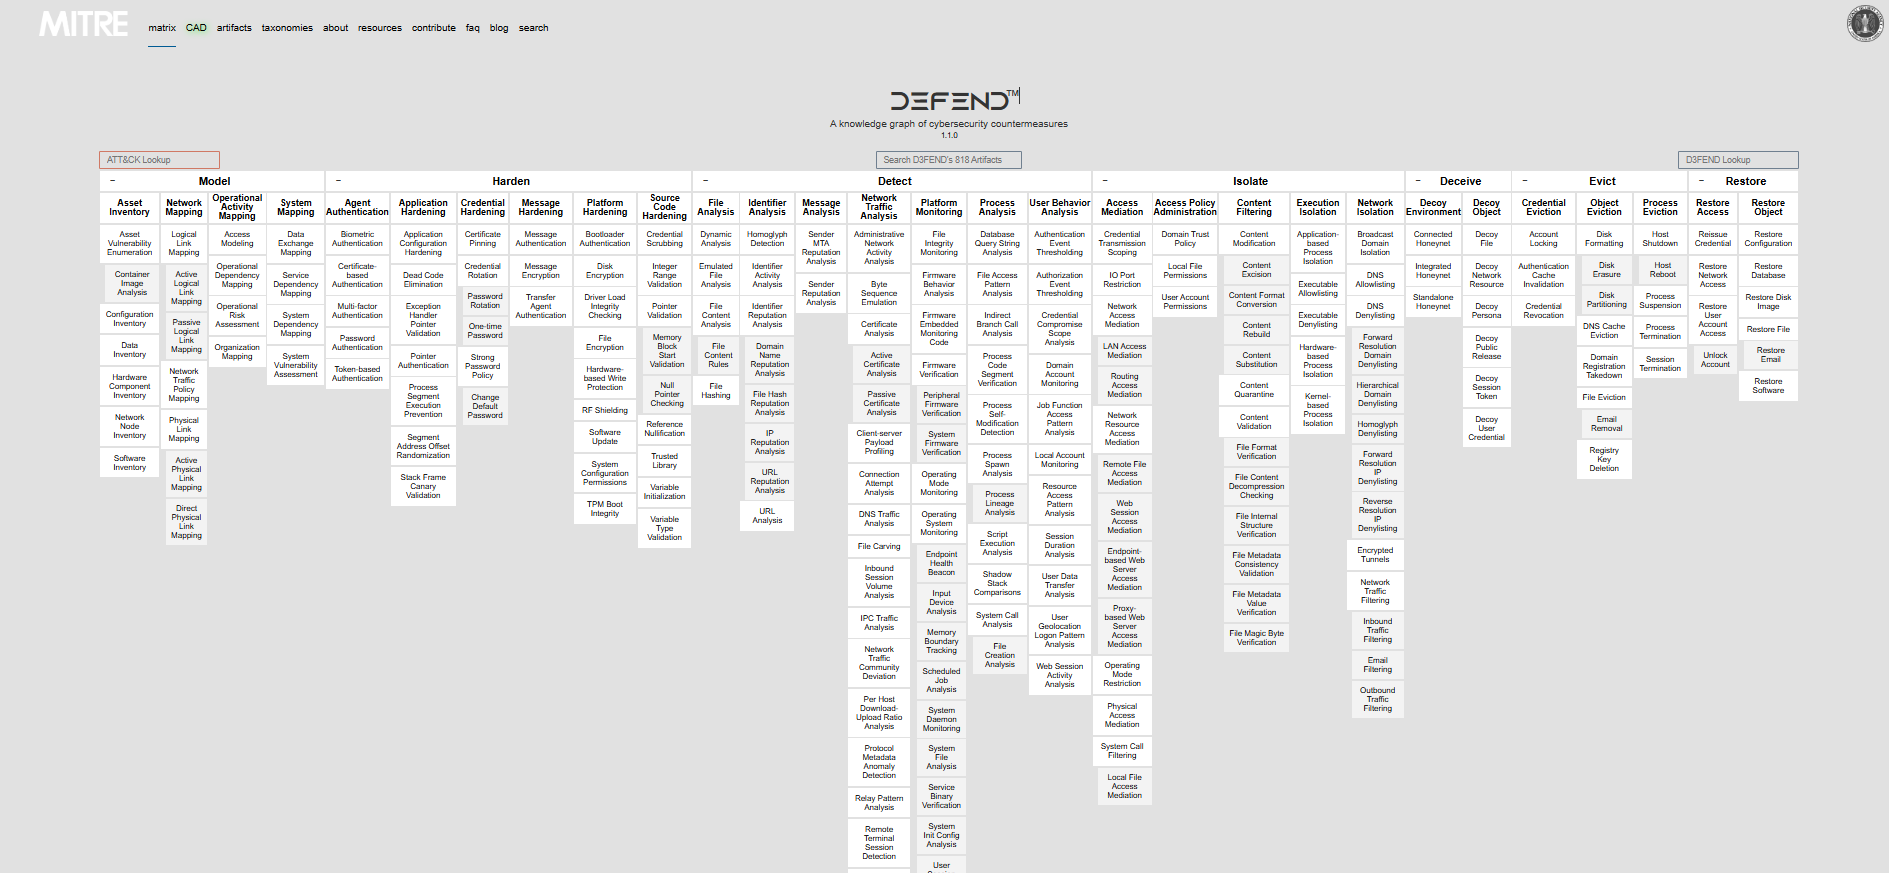 MITRE
matrix CAD artifacts taxonomies about resources contribute faq blog search
DEFEND™
A knowledge graph of cybersecurity countermeasures
1.1.0
ATT&CK Lookup
Search D3FEND's 818 Artifacts
D3FEND Lookup
- Model
- Harden
- Detect
- Isolate
- Deceive
- Evict
- Restore
Asset
Inventory
Asset
Vulnerability
Enumeration
Container
Image
Analysis
Configuration
Inventory
Data
Inventory
Hardware
Component
Inventory
Network
Node
Inventory
Software
Inventory
Network
Mapping
Logical
Link
Mapping
Active
Logical
Link
Mapping
Passive
Logical
Link
Mapping
Network
Traffic
Policy
Mapping
Physical
Link
Mapping
Active
Physical
Link
Mapping
Direct
Physical
Link
Mapping
Operational
Activity
Mapping
Access
Modeling
Operational
Dependency
Mapping
Operational
Risk
Assessment
Organization
Mapping
System
Mapping
Data
Exchange
Mapping
Service
Dependency
Mapping
System
Dependency
Mapping
System
Vulnerability
Assessment
Agent
Authentication
Biometric
Authentication
Certificate-
based
Authentication
Multi-factor
Authentication
Password
Authentication
Token-based
Authentication
Application
Hardening
Application
Configuration
Hardening
Dead Code
Elimination
Exception
Handler
Pointer
Validation
Pointer
Authentication
Process
Segment
Execution
Prevention
Segment
Address Offset
Randomization
Stack Frame
Canary
Validation
Credential
Hardening
Certificate
Pinning
Credential
Rotation
Password
Rotation
One-time
Password
Strong
Password
Policy
Change
Default
Password
Message
Hardening
Message
Authentication
Message
Encryption
Transfer
Agent
Authentication
Platform
Hardening
Bootloader
Authentication
Disk
Encryption
Driver Load
Integrity
Checking
File
Encryption
Hardware-
based Write
Protection
RF Shielding
Software
Update
System
Configuration
Permissions
TPM Boot
Integrity
Source
Code
Hardening
Credential
Scrubbing
Integer
Range
Validation
Pointer
Validation
Memory
Block
Start
Validation
Null
Pointer
Checking
Reference
Nullification
Trusted
Library
Variable
Initialization
Variable
Type
Validation
File
Analysis
Dynamic
Analysis
Emulated
File
Analysis
File
Content
Analysis
File
Content
Rules
File
Hashing
Identifier
Analysis
Homoglyph
Detection
Identifier
Activity
Analysis
Identifier
Reputation
Analysis
Domain
Name
Reputation
Analysis
File Hash
Reputation
Analysis
IP
Reputation
Analysis
URL
Reputation
Analysis
URL
Analysis
Message
Analysis
Sender
MTA
Reputation
Analysis
Sender
Reputation
Analysis
Network
Traffic
Analysis
Administrative
Network
Activity
Analysis
Byte
Sequence
Emulation
Certificate
Analysis
Active
Certificate
Analysis
Passive
Certificate
Analysis
Client-server
Payload
Profiling
Connection
Attempt
Analysis
DNS Traffic
Analysis
File Carving
Inbound
Session
Volume
Analysis
IPC Traffic
Analysis
Network
Traffic
Community
Deviation
Per Host
Download-
Upload Ratio
Analysis
Protocol
Metadata
Anomaly
Detection
Relay Pattern
Analysis
Remote
Terminal
Session
Detection
Platform
Monitoring
File
Integrity
Monitoring
Firmware
Behavior
Analysis
Firmware
Embedded
Monitoring
Code
Firmware
Verification
Peripheral
Firmware
Verification
System
Firmware
Verification
Operating
Mode
Monitoring
Operating
System
Monitoring
Endpoint
Health
Beacon
Input
Device
Analysis
Memory
Boundary
Tracking
Scheduled
Job
Analysis
System
Daemon
Monitoring
System
File
Analysis
Service
Binary
Verification
System
Init Config
Analysis
User
Process
Analysis
Database
Query String
Analysis
File Access
Pattern
Analysis
Indirect
Branch Call
Analysis
Process
Code
Segment
Verification
Process
Self-
Modification
Detection
Process
Spawn
Analysis
Process
Lineage
Analysis
Script
Execution
Analysis
Shadow
Stack
Comparisons
System Call
Analysis
File
Creation
Analysis
User Behavior
Analysis
Authentication
Event
Thresholding
Authorization
Event
Thresholding
Credential
Compromise
Scope
Analysis
Domain
Account
Monitoring
Job Function
Access
Pattern
Analysis
Local Account
Monitoring
Resource
Access
Pattern
Analysis
Session
Duration
Analysis
User Data
Transfer
Analysis
User
Geolocation
Logon Pattern
Analysis
Web Session
Activity
Analysis
Access
Mediation
Credential
Transmission
Scoping
IO Port
Restriction
Network
Access
Mediation
LAN Access
Mediation
Routing
Access
Mediation
Network
Resource
Access
Mediation
Remote File
Access
Mediation
Web
Session
Access
Mediation
Endpoint-
based Web
Server
Access
Mediation
Proxy-
based Web
Server
Access
Mediation
Operating
Mode
Restriction
Physical
Access
Mediation
System Call
Filtering
Local File
Access
Mediation
Access Policy
Administration
Domain Trust
Policy
Local File
Permissions
User Account
Permissions
Content
Filtering
Content
Modification
Content
Excision
Content Format
Conversion
Content
Rebuild
Content
Substitution
Content
Quarantine
Content
Validation
File Format
Verification
File Content
Decompression
Checking
File Internal
Structure
Verification
File Metadata
Consistency
Validation
File Metadata
Value
Verification
File Magic Byte
Verification
Execution
Isolation
Application-
based
Process
Isolation
Executable
Allowlisting
Executable
Denylisting
Hardware-
based
Process
Isolation
Kernel-
based
Process
Isolation
Network
Isolation
Broadcast
Domain
Isolation
DNS
Allowlisting
DNS
Denylisting
Forward
Resolution
Domain
Denylisting
Hierarchical
Domain
Denylisting
Homoglyph
Denylisting
Forward
Resolution
IP
Denylisting
Reverse
Resolution
IP
Denylisting
Encrypted
Tunnels
Network
Traffic
Filtering
Inbound
Traffic
Filtering
Email
Filtering
Outbound
Traffic
Filtering
Decoy
Environment
Connected
Honeynet
Integrated
Honeynet
Standalone
Honeynet
Decoy
Object
Decoy
File
Decoy
Network
Resource
Decoy
Persona
Decoy
Public
Release
Decoy
Session
Token
Decoy
User
Credential
Credential
Eviction
Account
Locking
Authentication
Cache
Invalidation
Credential
Revocation
Object
Eviction
Disk
Formatting
Disk
Erasure
Disk
Partitioning
DNS Cache
Eviction
Domain
Registration
Takedown
File Eviction
Email
Removal
Registry
Key
Deletion
Process
Eviction
Host
Shutdown
Host
Reboot
Process
Suspension
Process
Termination
Session
Termination
Restore
Access
Reissue
Credential
Restore
Network
Access
Restore
User
Account
Access
Unlock
Account
Restore
Object
Restore
Configuration
Restore
Database
Restore Disk
Image
Restore File
Restore
Email
Restore
Software